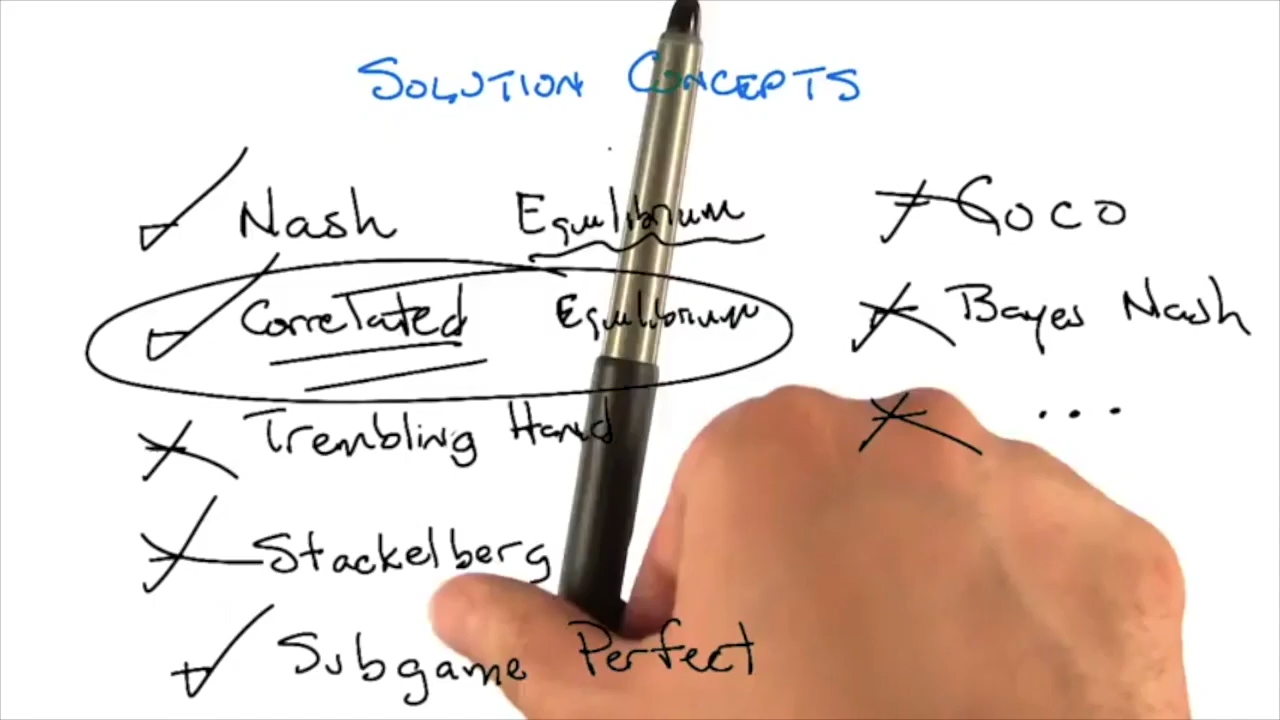 SOLUTION CONCEPTS
Nash Equilibrium
Correlated Equilibrium
Trembling Hand
Stackelberg
Subgame Perfect
Coco
Bayes Nash
...